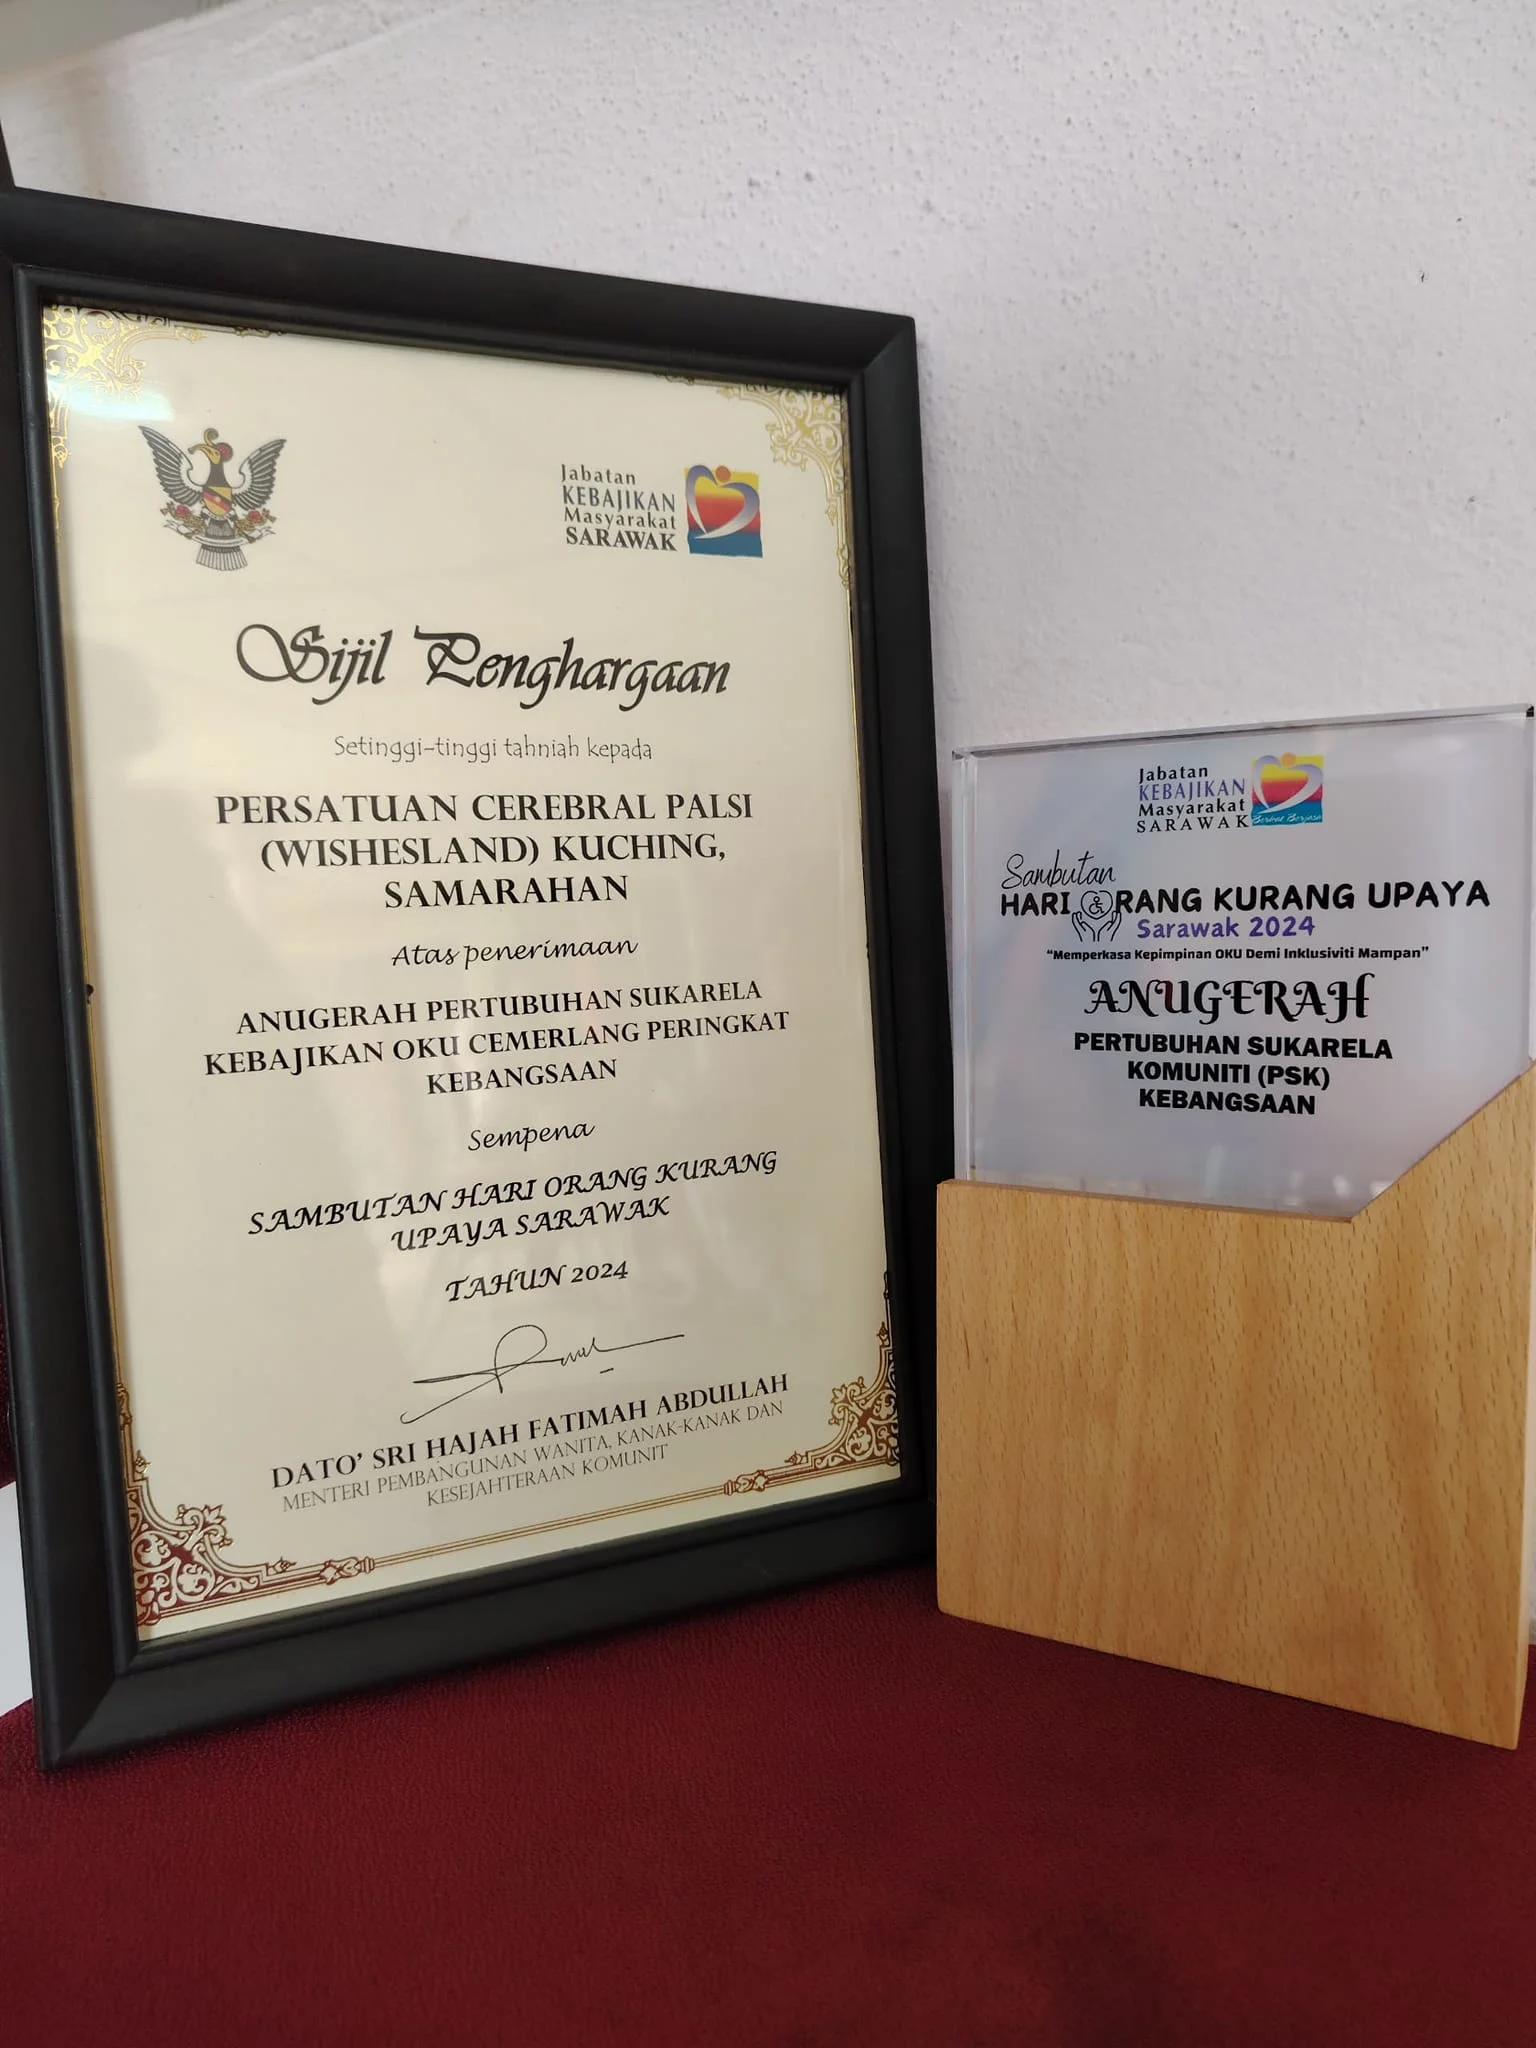 Jabatan
KEBAJIKAN
Masyarakat
SARAWAK
Sijil Penghargaan
Setinggi-tinggi tahniah kepada
PERSATUAN CEREBRAL PALSI
(WISHESLAND) KUCHING,
SAMARAHAN
Atas penerimaan
ANUGERAH PERTUBUHAN SUKARELA
KEBAJIKAN OKU CEMERLANG PERINGKAT
KEBANGSAAN
Sempena
SAMBUTAN HARI ORANG KURANG
UPAYA SARAWAK
TAHUN 2024
DATO' SRI HAJAH FATIMAH ABDULLAH
MENTERI PEMBANGUNAN WANITA, KANAK-KANAK DAN
KESEJAHTERAAN KOMUNIT
Jabatan
KEBAJIKAN
Masyarakat
SARAWAK
Berkat Berjasa
Sambutan
HARI ORANG KURANG UPAYA
Sarawak 2024
"Memperkasa Kepimpinan OKU Demi Inklusiviti Mampan"
ANUGERAH
PERTUBUHAN SUKARELA
KOMUNITI (PSK)
KEBANGSAAN